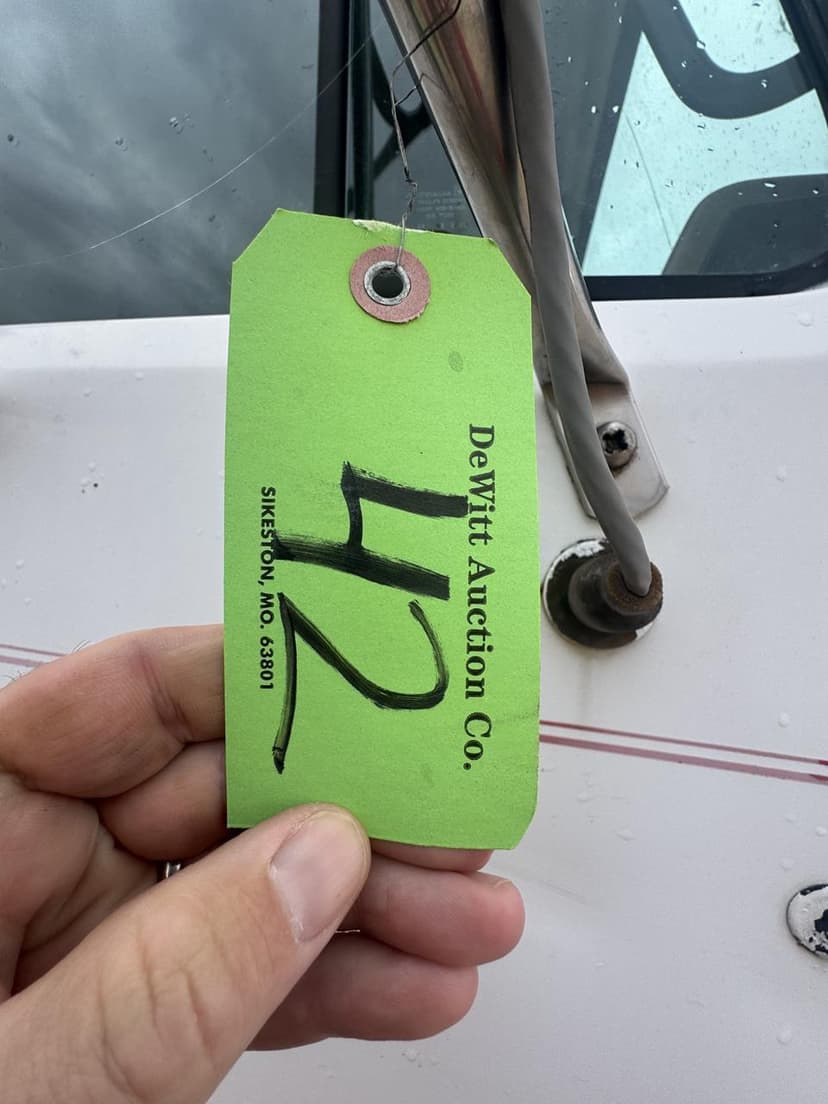 DeWitt Auction Co.
42
SIKESTON, MO. 63801